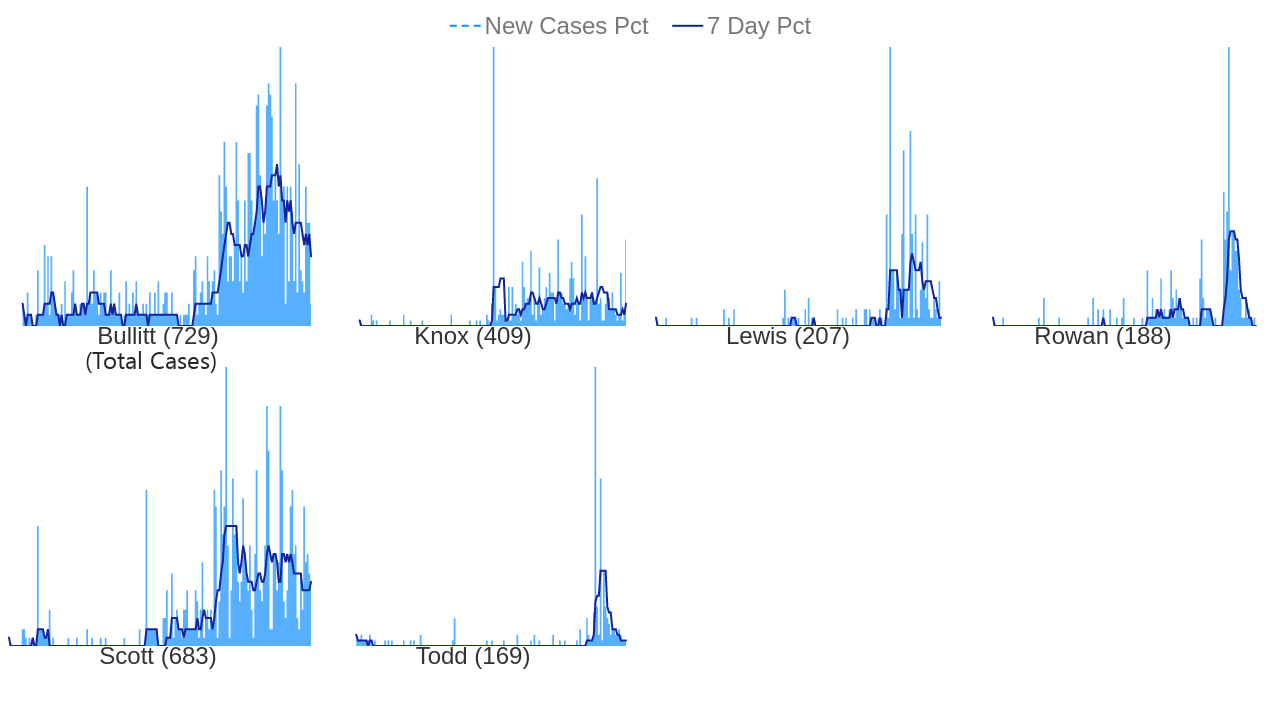 New Cases Pct 7 Day Pct
Bullitt (729) Knox (409) Lewis (207) Rowan (188)
(Total Cases)
Scott (683) Todd (169)